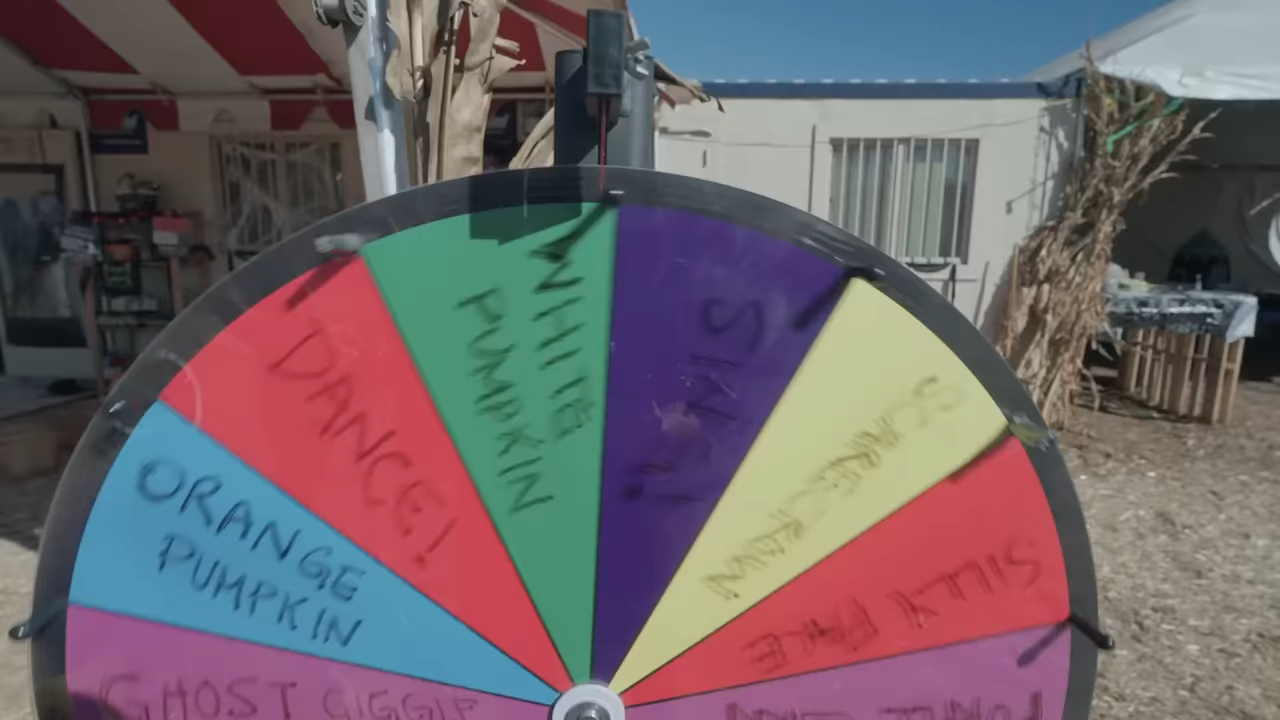 GHOST GIGGLE
ORANGE
PUMPKIN
DANCE!
WHITE
PUMPKIN
SING!
SCARECROW
SILLY FACE